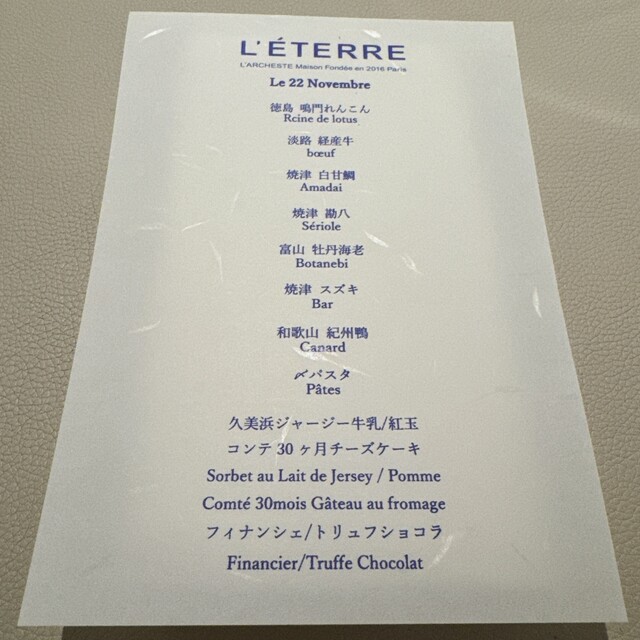 L'ÉTERRE
L'ARCHESTE Maison Fondée en 2016 Paris
Le 22 Novembre
徳島 鳴門れんこん
Rcine de lotus
淡路 経産牛
bœuf
焼津 白甘鯛
Amadai
焼津 勘八
Sériole
富山 牡丹海老
Botanebi
焼津 スズキ
Bar
和歌山 紀州鴨
Canard
〆パスタ
Pâtes
久美浜ジャージー牛乳/紅玉
コンテ 30 ヶ月チーズケーキ
Sorbet au Lait de Jersey / Pomme
Comté 30mois Gâteau au fromage
フィナンシェ/トリュフショコラ
Financier/Truffe Chocolat